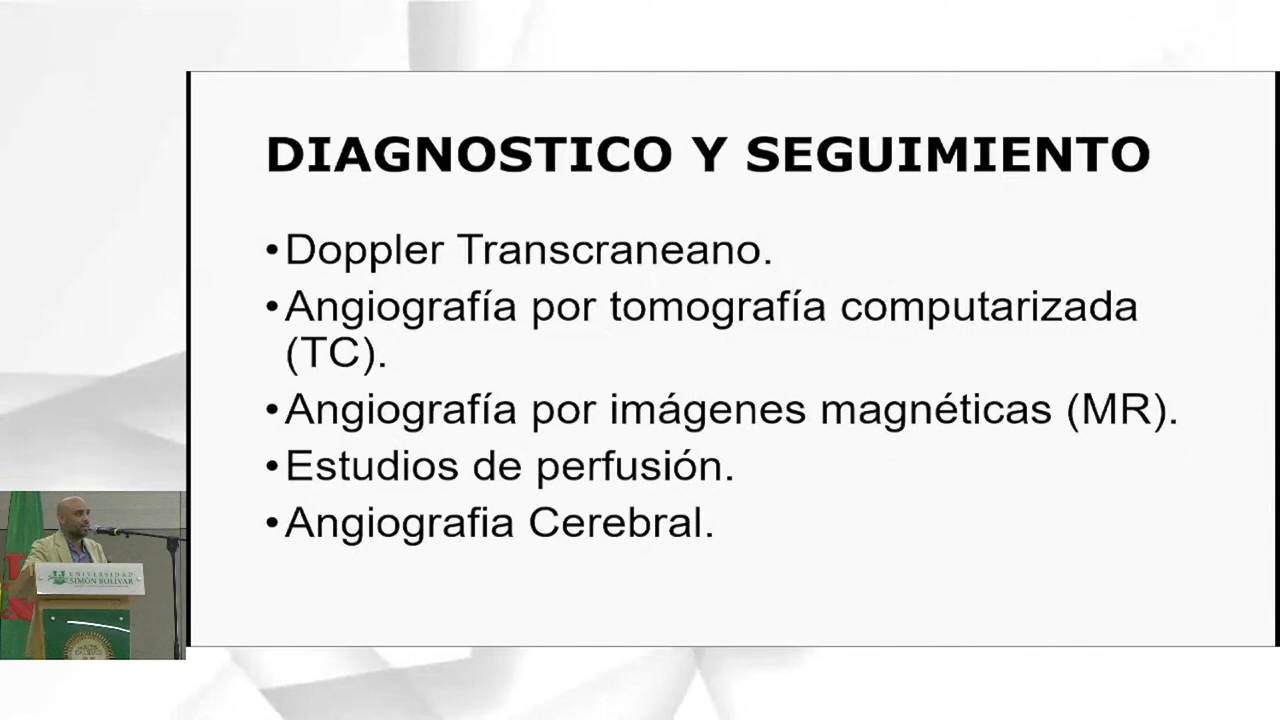 DIAGNOSTICO Y SEGUIMIENTO
•Doppler Transcraneano.
•Angiografía por tomografía computarizada
(TC).
•Angiografía por imágenes magnéticas (MR).
•Estudios de perfusión.
•Angiografia Cerebral.
UNIVERSIDAD
SIMÓN BOLÍVAR